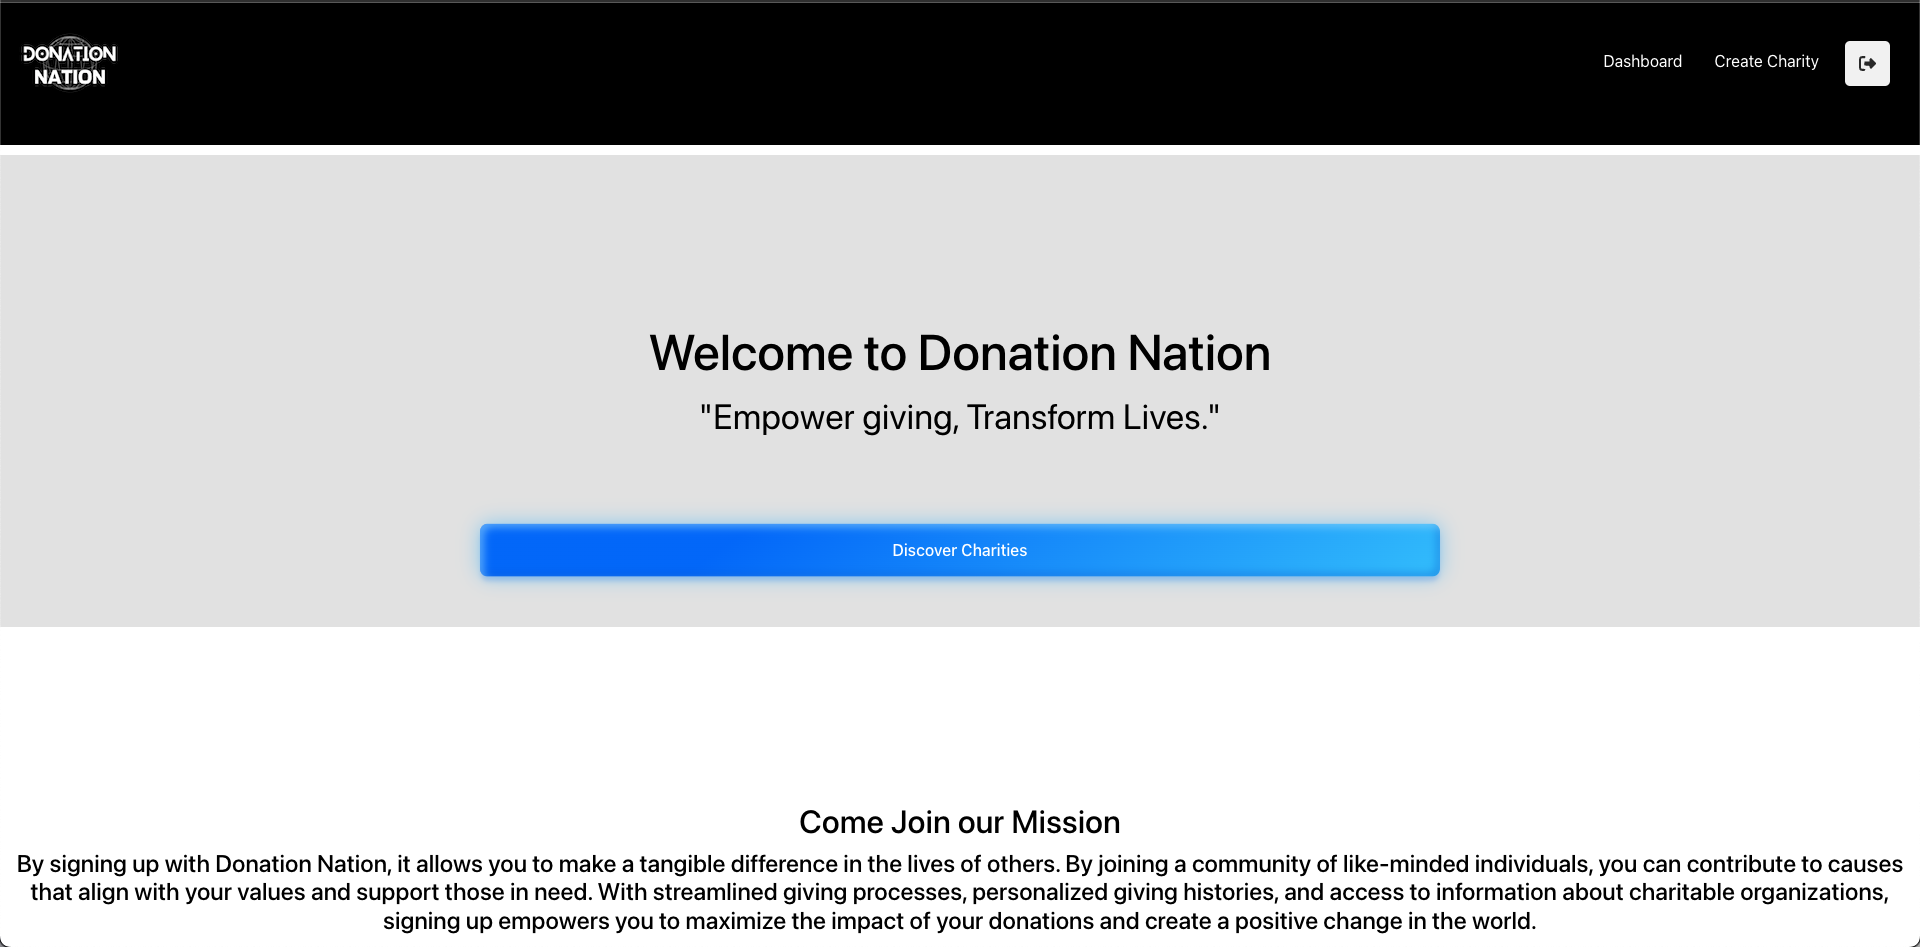 DONATION
NATION
Dashboard
Create Charity
Welcome to Donation Nation
"Empower giving, Transform Lives."
Discover Charities
Come Join our Mission
By signing up with Donation Nation, it allows you to make a tangible difference in the lives of others. By joining a community of like-minded individuals, you can contribute to causes
that align with your values and support those in need. With streamlined giving processes, personalized giving histories, and access to information about charitable organizations,
signing up empowers you to maximize the impact of your donations and create a positive change in the world.